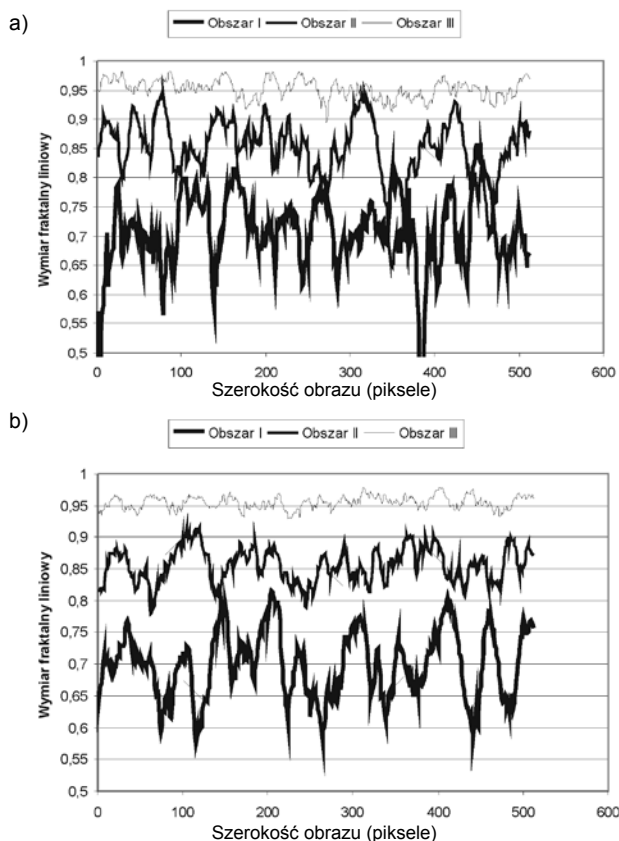 a)
Obszar I Obszar II Obszar III
Wymiar fraktalny liniowy
1
0,95
0,9
0,85
0,8
0,75
0,7
0,65
0,6
0,55
0,5
0 100 200 300 400 500 600
Szerokość obrazu (piksele)
b)
Obszar I Obszar II Obszar III
Wymiar fraktalny liniowy
1
0,95
0,9
0,85
0,8
0,75
0,7
0,65
0,6
0,55
0,5
0 100 200 300 400 500 600
Szerokość obrazu (piksele)